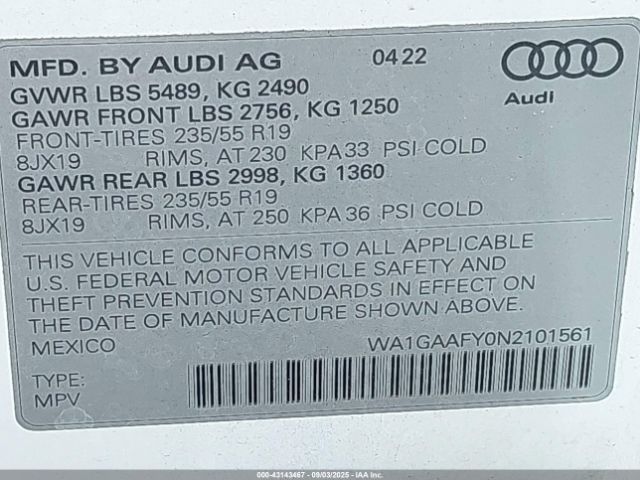 MFD. BY AUDI AG 0422
Audi
GVWR LBS 5489, KG 2490
GAWR FRONT LBS 2756, KG 1250
FRONT-TIRES 235/55 R19
8JX19 RIMS, AT 230 KPA33 PSI COLD
GAWR REAR LBS 2998, KG 1360
REAR-TIRES 235/55 R19
8JX19 RIMS, AT 250 KPA 36 PSI COLD
THIS VEHICLE CONFORMS TO ALL APPLICABLE
U.S. FEDERAL MOTOR VEHICLE SAFETY AND
THEFT PREVENTION STANDARDS IN EFFECT ON
THE DATE OF MANUFACTURE SHOWN ABOVE.
MEXICO WA1GAAFY0N2101561
TYPE:
MPV
000-43143467 - 09/03/2025 - IAA Inc.